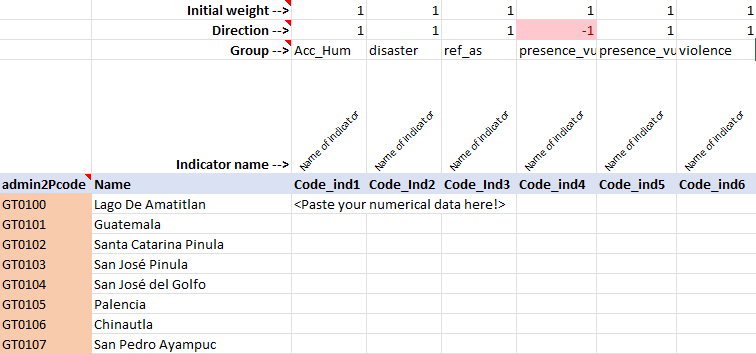 Initial weight --> 1 1 1 1 1 1
Direction --> 1 1 1 -1 1 1
Group --> Acc_Hum disaster ref_as presence_vu presence_vu violence
Indicator name --> Name of indicator Name of indicator Name of indicator Name of indicator Name of indicator Name of indicator
admin2Pcode Name Code_ind1 Code_Ind2 Code_Ind3 Code_ind4 Code_ind5 Code_ind6
GT0100 Lago De Amatitlan <Paste your numerical data here!>
GT0101 Guatemala
GT0102 Santa Catarina Pinula
GT0103 San José Pinula
GT0104 San José del Golfo
GT0105 Palencia
GT0106 Chinautla
GT0107 San Pedro Ayampuc